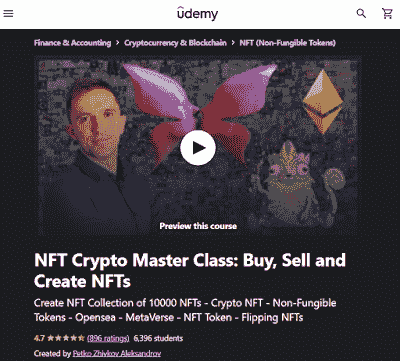 udemy
Finance & Accounting > Cryptocurrency & Blockchain > NFT (Non-Fungible Tokens)
Preview this course
NFT Crypto Master Class: Buy, Sell and
Create NFTs
Create NFT Collection of 10000 NFTs - Crypto NFT - Non-Fungible
Tokens - Opensea - MetaVerse - NFT Token - Flipping NFTs
4.7 (896 ratings) 6,396 students
Created by Petko Zhivkov Aleksandrov